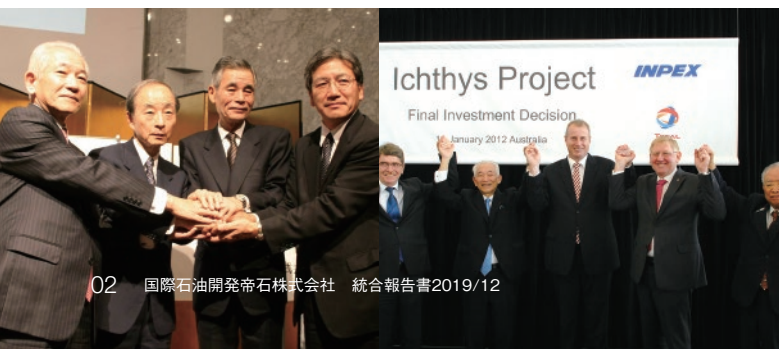 Ichthys Project
INPEX
Final Investment Decision
January 2012 Australia
TOTAL
02 国際石油開発帝石株式会社 統合報告書2019/12